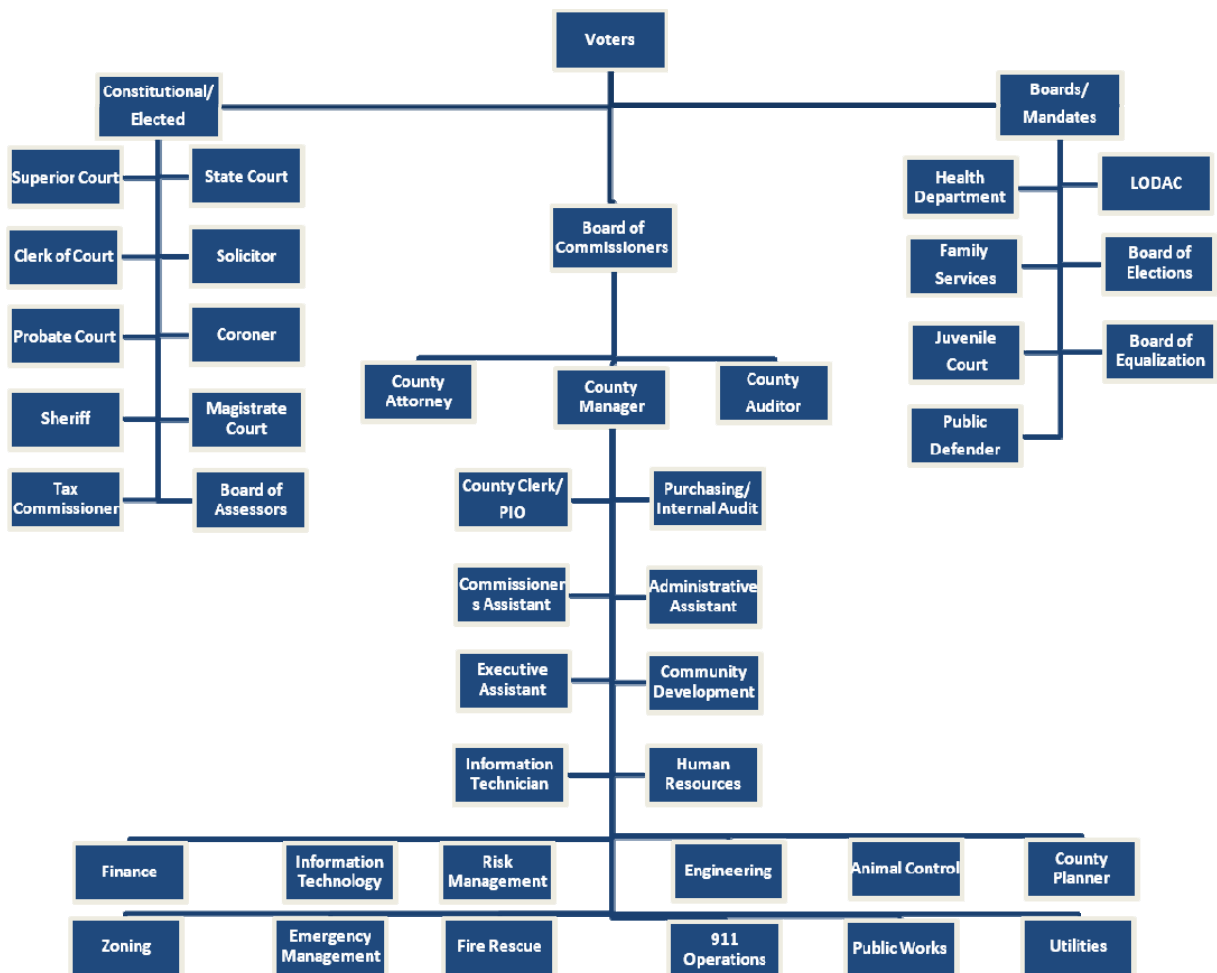 Voters
Constitutional/
Elected
Boards/
Mandates
Superior Court
State Court
Clerk of Court
Solicitor
Probate Court
Coroner
Sheriff
Magistrate
Court
Tax
Commissioner
Board of
Assessors
Board of
Commissioners
Health
Department
LODAC
Family
Services
Board of
Elections
Juvenile
Court
Board of
Equalization
Public
Defender
County
Attorney
County
Manager
County
Auditor
County Clerk/
PIO
Purchasing/
Internal Audit
Commissioner
s Assistant
Administrative
Assistant
Executive
Assistant
Community
Development
Information
Technician
Human
Resources
Finance
Information
Technology
Risk
Management
Engineering
Animal Control
County
Planner
Zoning
Emergency
Management
Fire Rescue
911
Operations
Public Works
Utilities